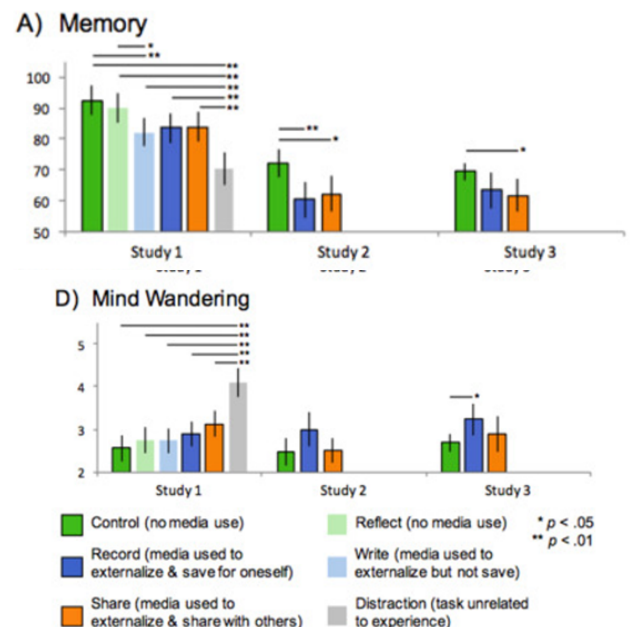 A) Memory
*
**
**
**
**
**
**
100
90
80
70
60
50
**
*
*
Study 1
Study 2
Study 3
D) Mind Wandering
**
**
**
**
**
5
4
3
2
*
Study 1
Study 2
Study 3
Control (no media use)
Reflect (no media use)
* p < .05
** p < .01
Record (media used to
externalize & save for oneself)
Write (media used to
externalize but not save)
Share (media used to
externalize & share with others)
Distraction (task unrelated
to experience)